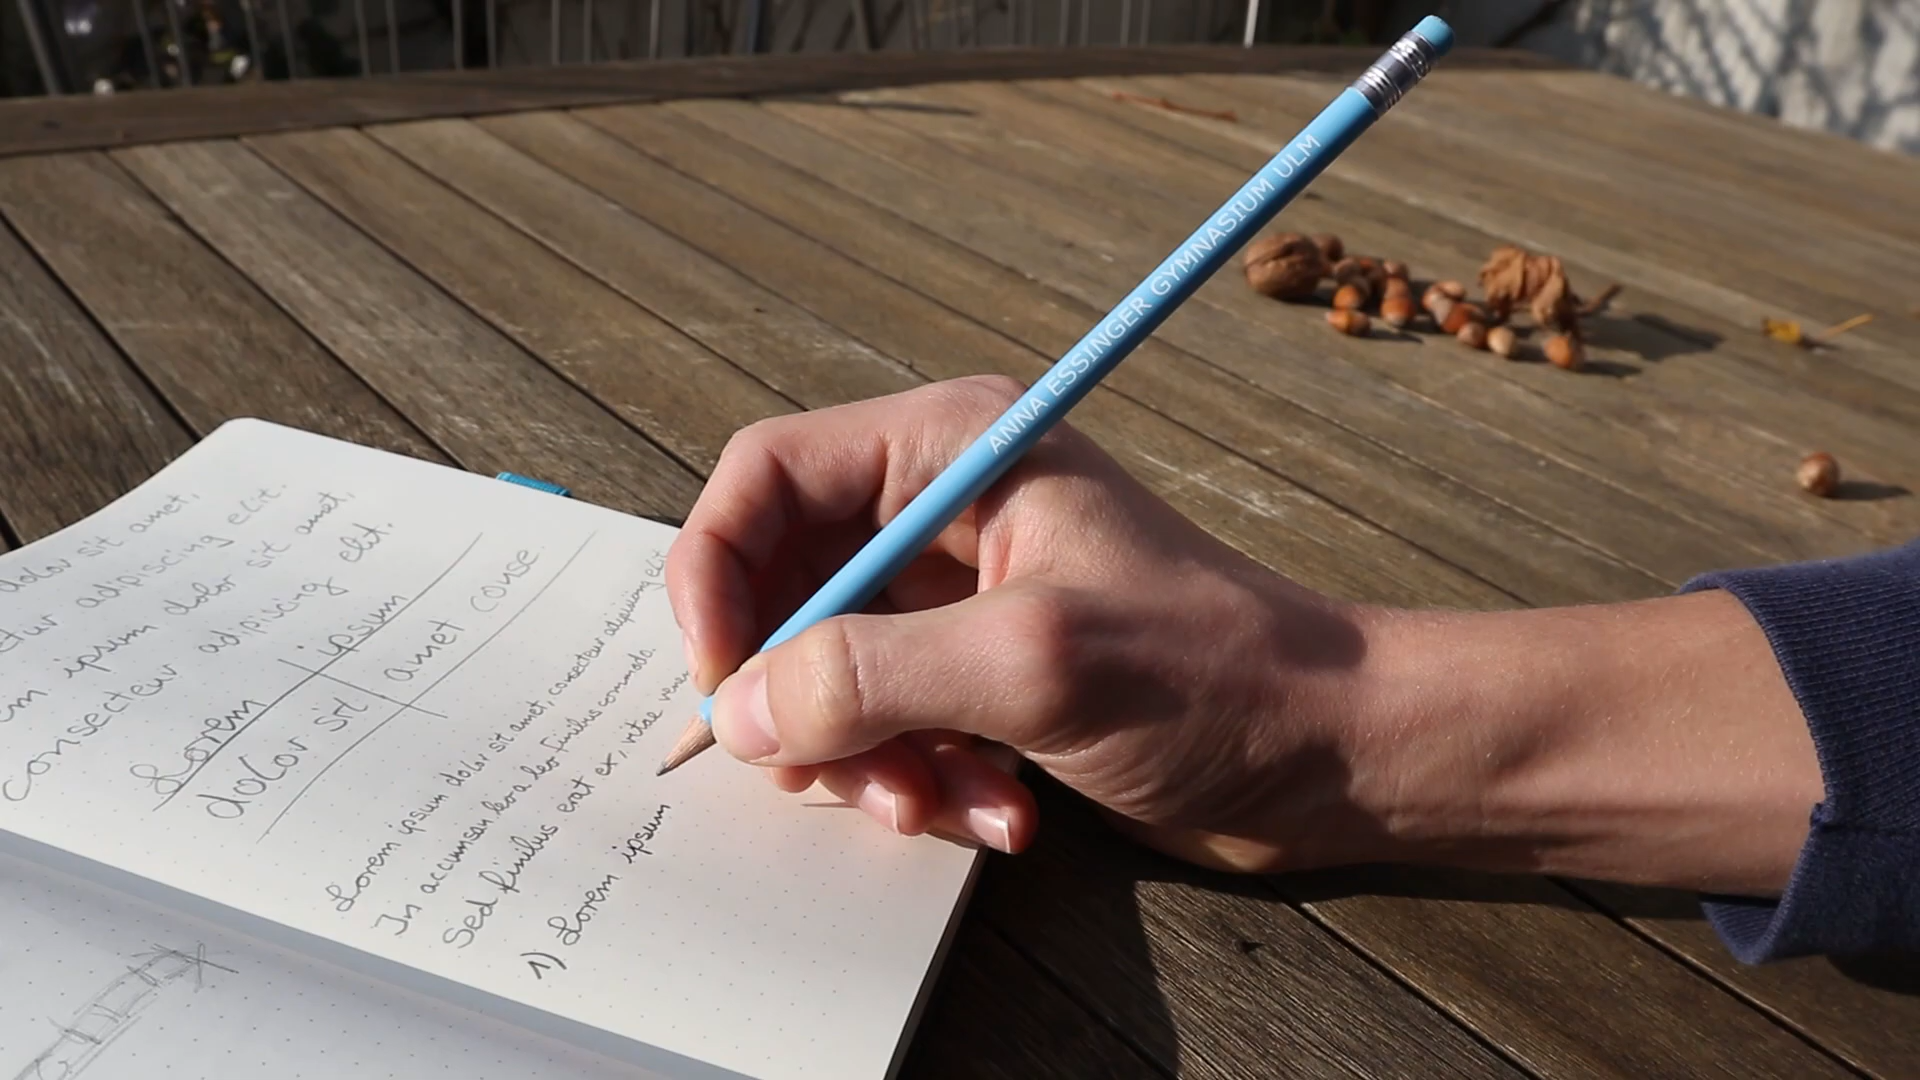 ANNA ESSINGER GYMNASIUM ULM
dolor sit amet,
adipiscing elit.
ipsum dolor sit amet,
consectetur adipiscing elit.
Lorem ipsum
dolor sit amet conse.
Lorem ipsum dolor sit amet, consectetur adipiscing elit
In accumsan leo a leo finibus commodo.
Sed finibus erat ex, vitae
1) Lorem ipsum